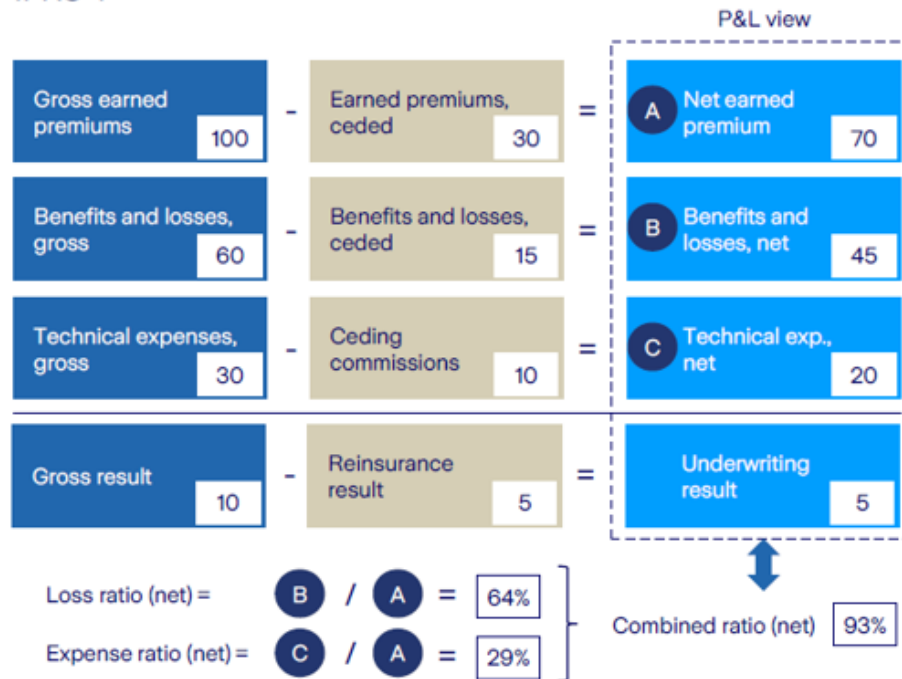 P&L view
Gross earned
premiums
100
-
Earned premiums,
ceded
30
=
A
Net earned
premium
70
Benefits and losses,
gross
60
-
Benefits and losses,
ceded
15
=
B
Benefits and
losses, net
45
Technical expenses,
gross
30
-
Ceding
commissions
10
=
C
Technical exp.,
net
20
Gross result
10
-
Reinsurance
result
5
=
Underwriting
result
5
Loss ratio (net) = B / A = 64%
Expense ratio (net) = C / A = 29%
Combined ratio (net) 93%